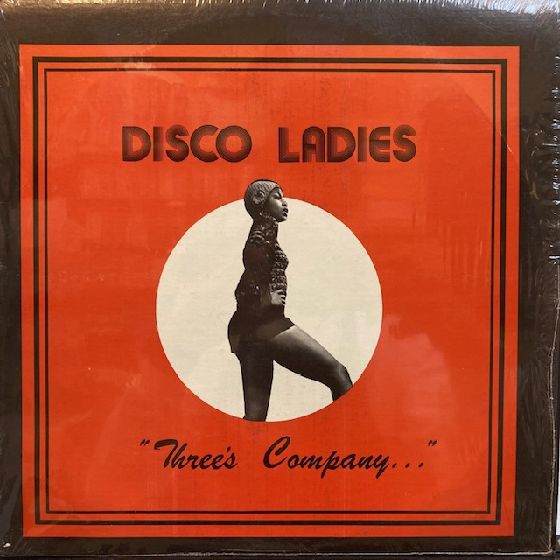 DISCO LADIES
"Three's Company..."